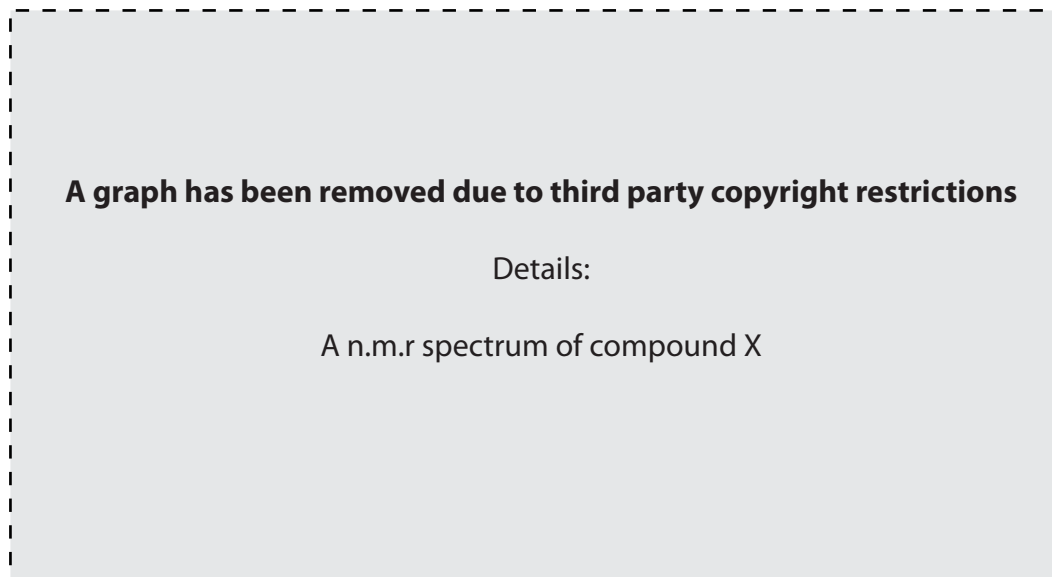 A graph has been removed due to third party copyright restrictions
Details:
A n.m.r spectrum of compound X